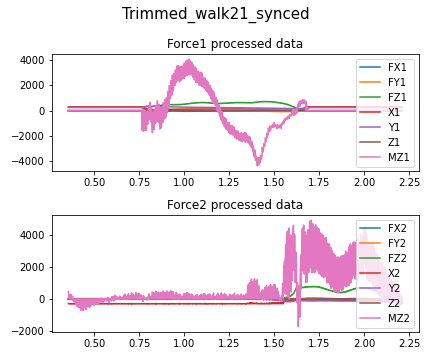 Trimmed_walk21_synced
Force1 processed data
4000
2000
0
−2000
−4000
FX1
FY1
FZ1
X1
Y1
Z1
MZ1
0.50 0.75 1.00 1.25 1.50 1.75 2.00 2.25
Force2 processed data
4000
2000
0
−2000
FX2
FY2
FZ2
X2
Y2
Z2
MZ2
0.50 0.75 1.00 1.25 1.50 1.75 2.00 2.25